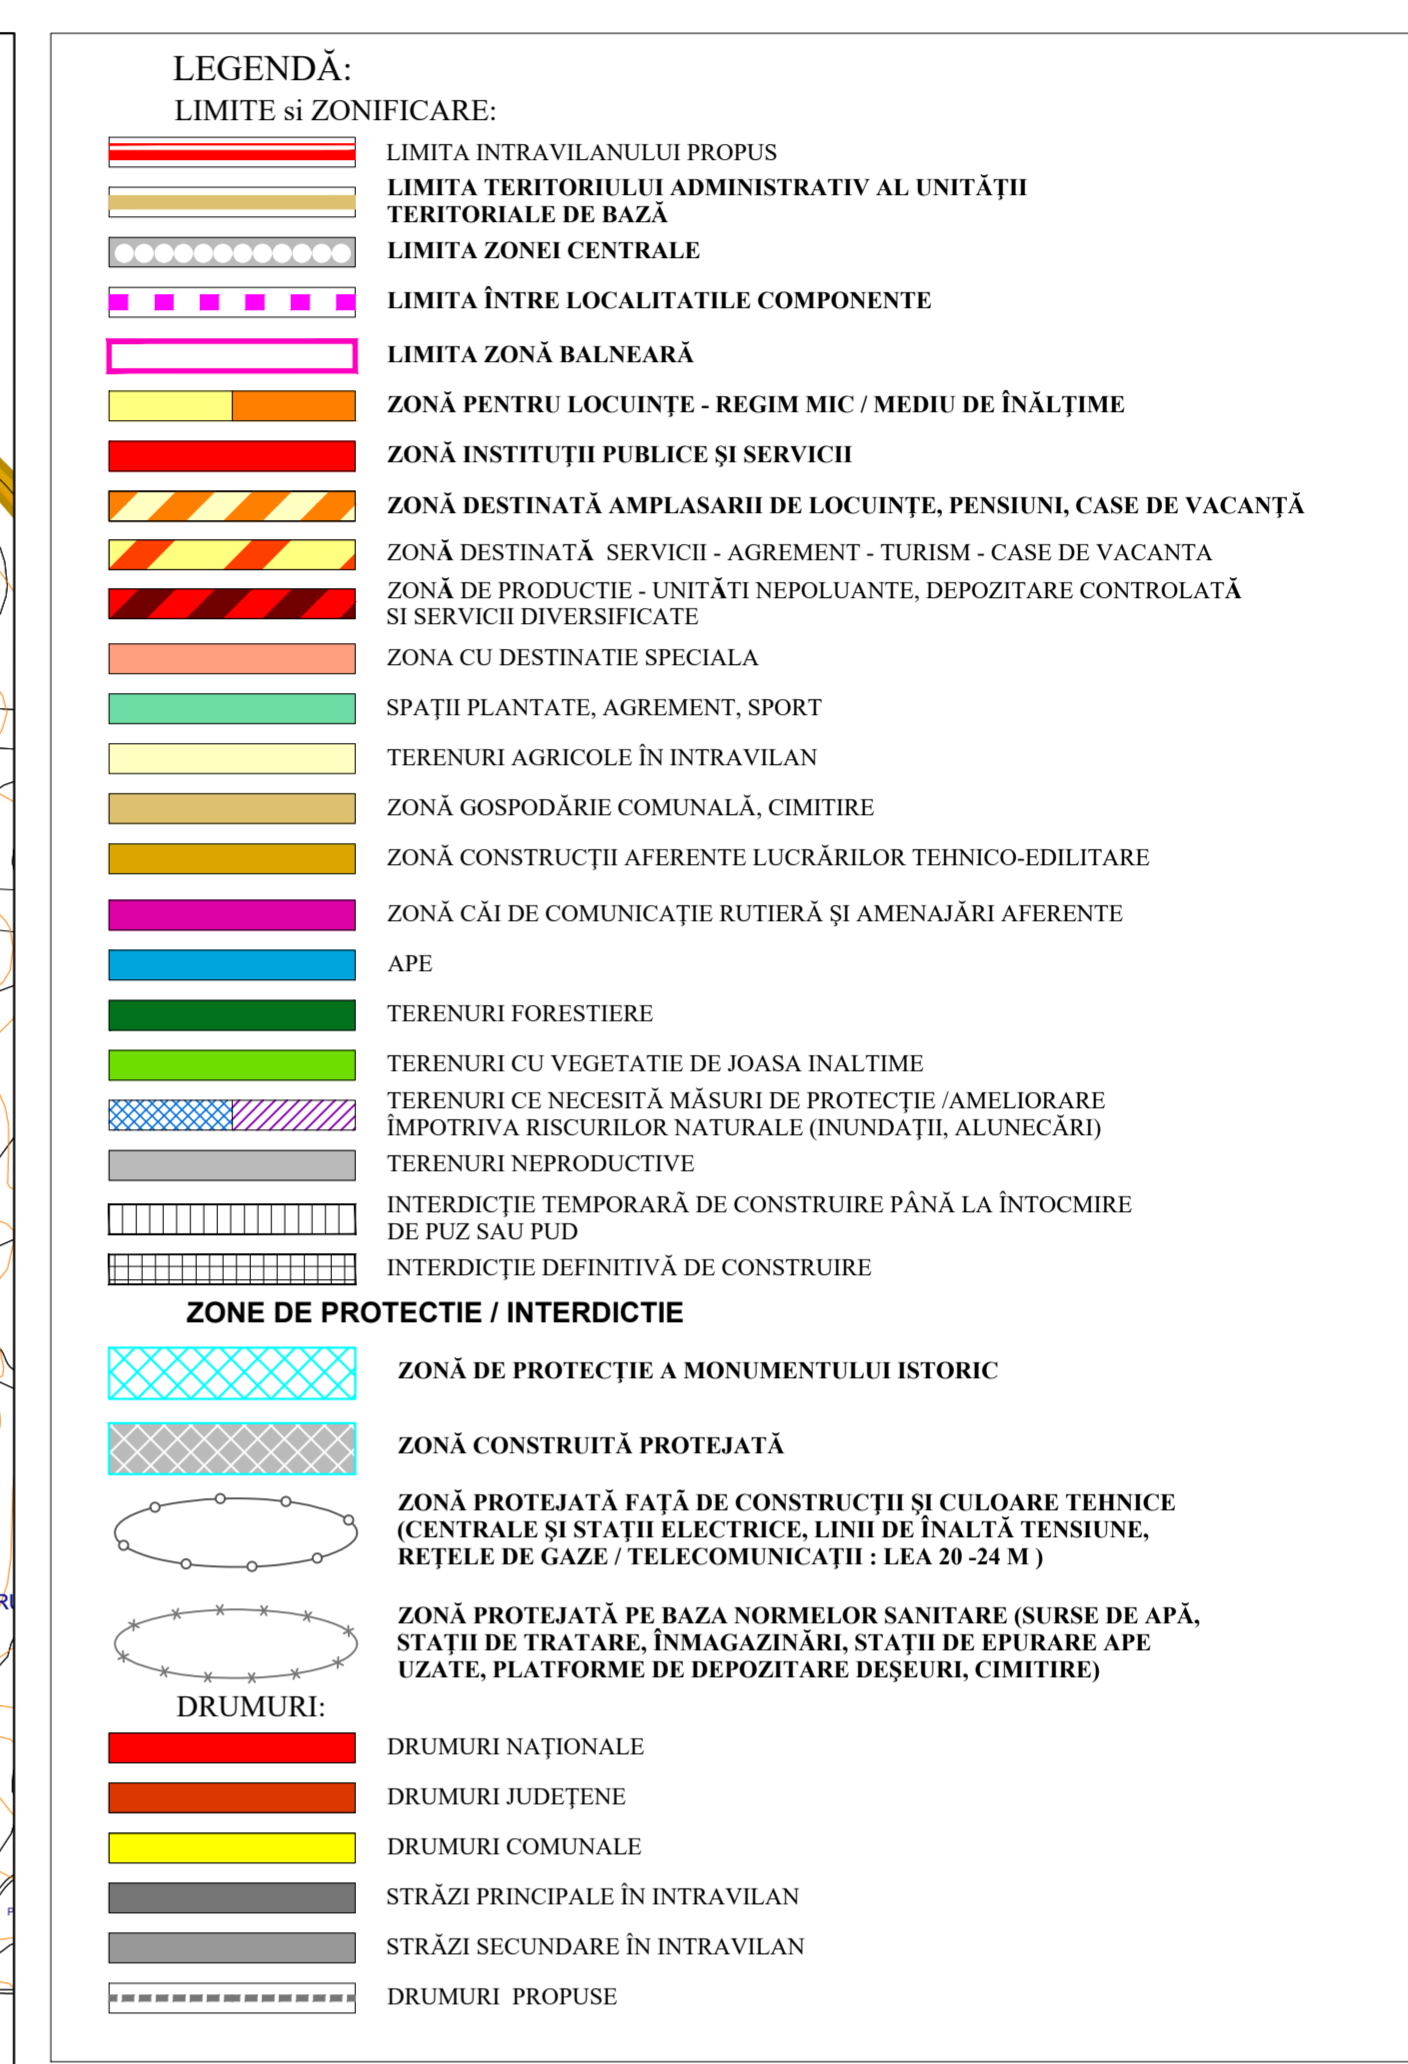 LEGENDĂ:
LIMITE si ZONIFICARE:
LIMITA INTRAVILANULUI PROPUS
LIMITA TERITORIULUI ADMINISTRATIV AL UNITĂŢII
TERITORIALE DE BAZĂ
LIMITA ZONEI CENTRALE
LIMITA ÎNTRE LOCALITATILE COMPONENTE
LIMITA ZONĂ BALNEARĂ
ZONĂ PENTRU LOCUINŢE - REGIM MIC / MEDIU DE ÎNĂLŢIME
ZONĂ INSTITUŢII PUBLICE ŞI SERVICII
ZONĂ DESTINATĂ AMPLASARII DE LOCUINŢE, PENSIUNI, CASE DE VACANŢĂ
ZONĂ DESTINATĂ SERVICII - AGREMENT - TURISM - CASE DE VACANTA
ZONĂ DE PRODUCTIE - UNITĂTI NEPOLUANTE, DEPOZITARE CONTROLATĂ
SI SERVICII DIVERSIFICATE
ZONA CU DESTINATIE SPECIALA
SPAŢII PLANTATE, AGREMENT, SPORT
TERENURI AGRICOLE ÎN INTRAVILAN
ZONĂ GOSPODĂRIE COMUNALĂ, CIMITIRE
ZONĂ CONSTRUCŢII AFERENTE LUCRĂRILOR TEHNICO-EDILITARE
ZONĂ CĂI DE COMUNICAŢIE RUTIERĂ ŞI AMENAJĂRI AFERENTE
APE
TERENURI FORESTIERE
TERENURI CU VEGETATIE DE JOASA INALTIME
TERENURI CE NECESITĂ MĂSURI DE PROTECŢIE /AMELIORARE
ÎMPOTRIVA RISCURILOR NATURALE (INUNDAŢII, ALUNECĂRI)
TERENURI NEPRODUCTIVE
INTERDICŢIE TEMPORARÃ DE CONSTRUIRE PÂNĂ LA ÎNTOCMIRE
DE PUZ SAU PUD
INTERDICŢIE DEFINITIVĂ DE CONSTRUIRE
ZONE DE PROTECTIE / INTERDICTIE
ZONĂ DE PROTECŢIE A MONUMENTULUI ISTORIC
ZONĂ CONSTRUITĂ PROTEJATĂ
ZONĂ PROTEJATĂ FAŢÃ DE CONSTRUCŢII ŞI CULOARE TEHNICE
(CENTRALE ŞI STAŢII ELECTRICE, LINII DE ÎNALTĂ TENSIUNE,
REŢELE DE GAZE / TELECOMUNICAŢII : LEA 20 -24 M )
ZONĂ PROTEJATĂ PE BAZA NORMELOR SANITARE (SURSE DE APĂ,
STAŢII DE TRATARE, ÎNMAGAZINĂRI, STAŢII DE EPURARE APE
UZATE, PLATFORME DE DEPOZITARE DEŞEURI, CIMITIRE)
DRUMURI:
DRUMURI NAŢIONALE
DRUMURI JUDEŢENE
DRUMURI COMUNALE
STRĂZI PRINCIPALE ÎN INTRAVILAN
STRĂZI SECUNDARE ÎN INTRAVILAN
DRUMURI PROPUSE